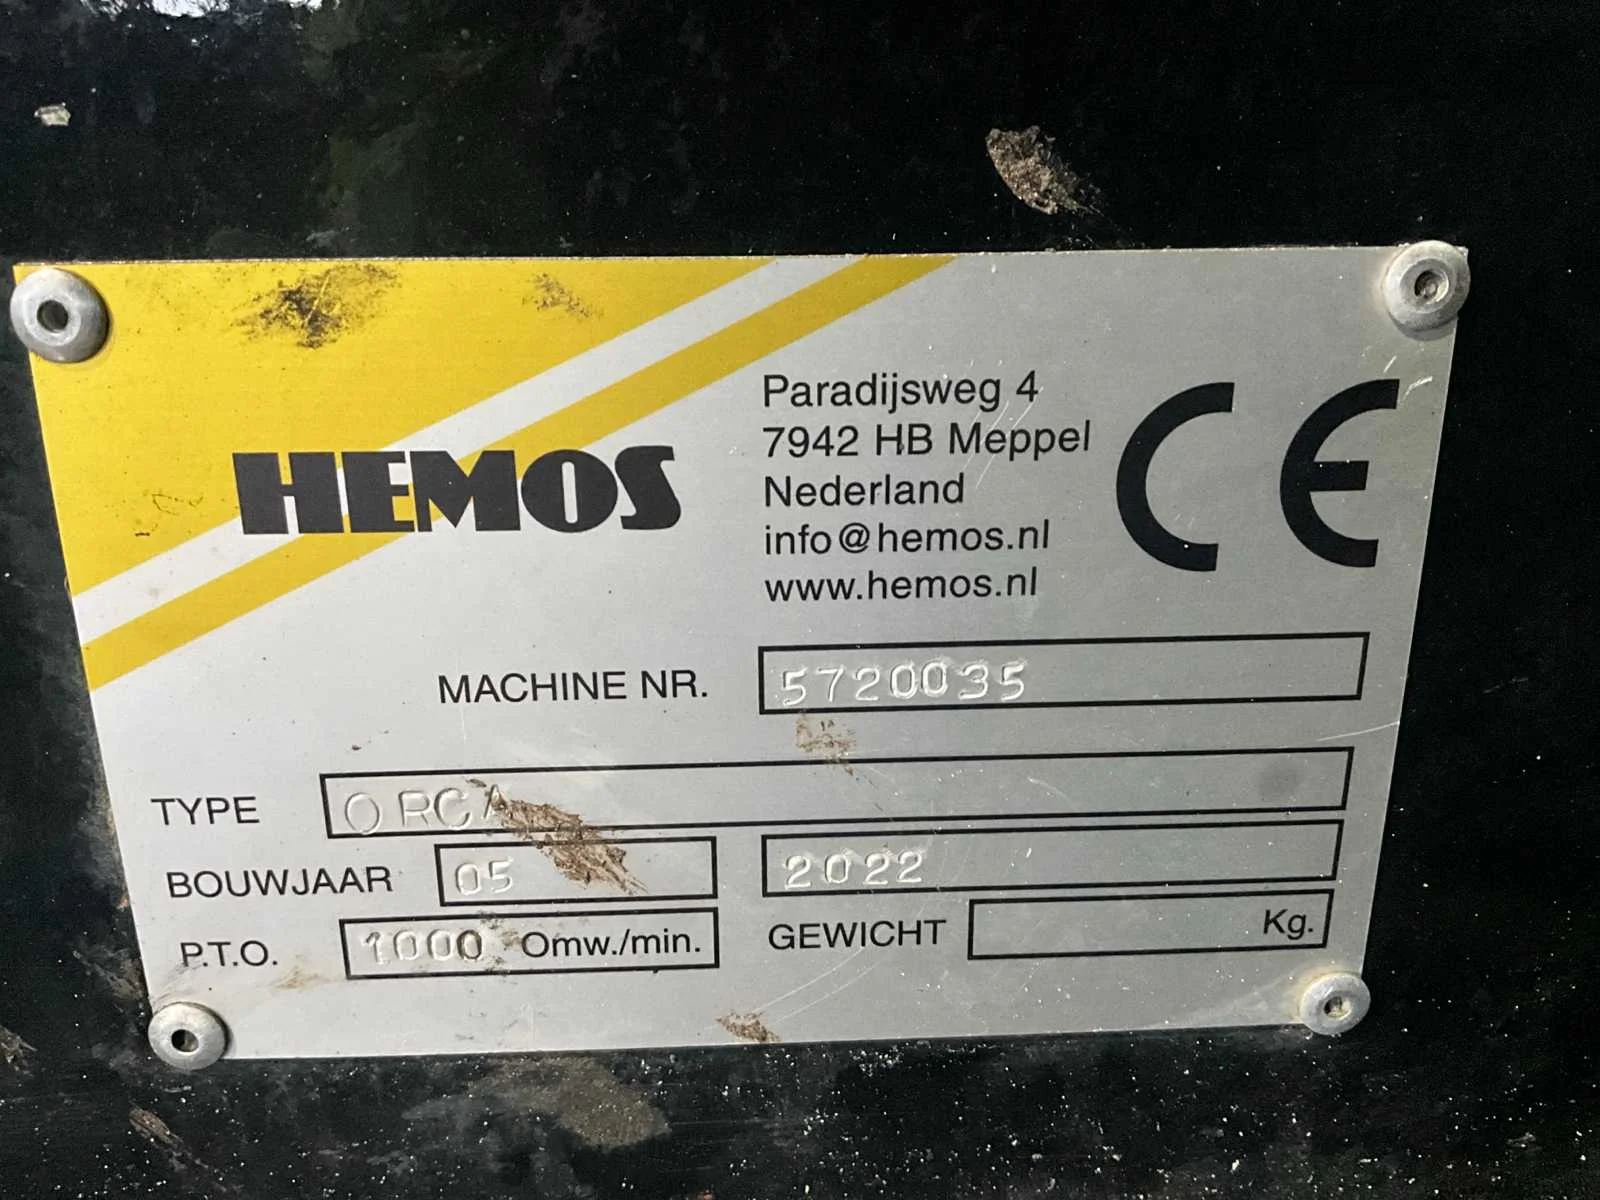 HEMOS
Paradijsweg 4
7942 HB Meppel
Nederland
info@hemos.nl
www.hemos.nl
CE
MACHINE NR. 5720035
TYPE ORCA
BOUWJAAR 05 2022
P.T.O. 1000 Omw./min. GEWICHT Kg.